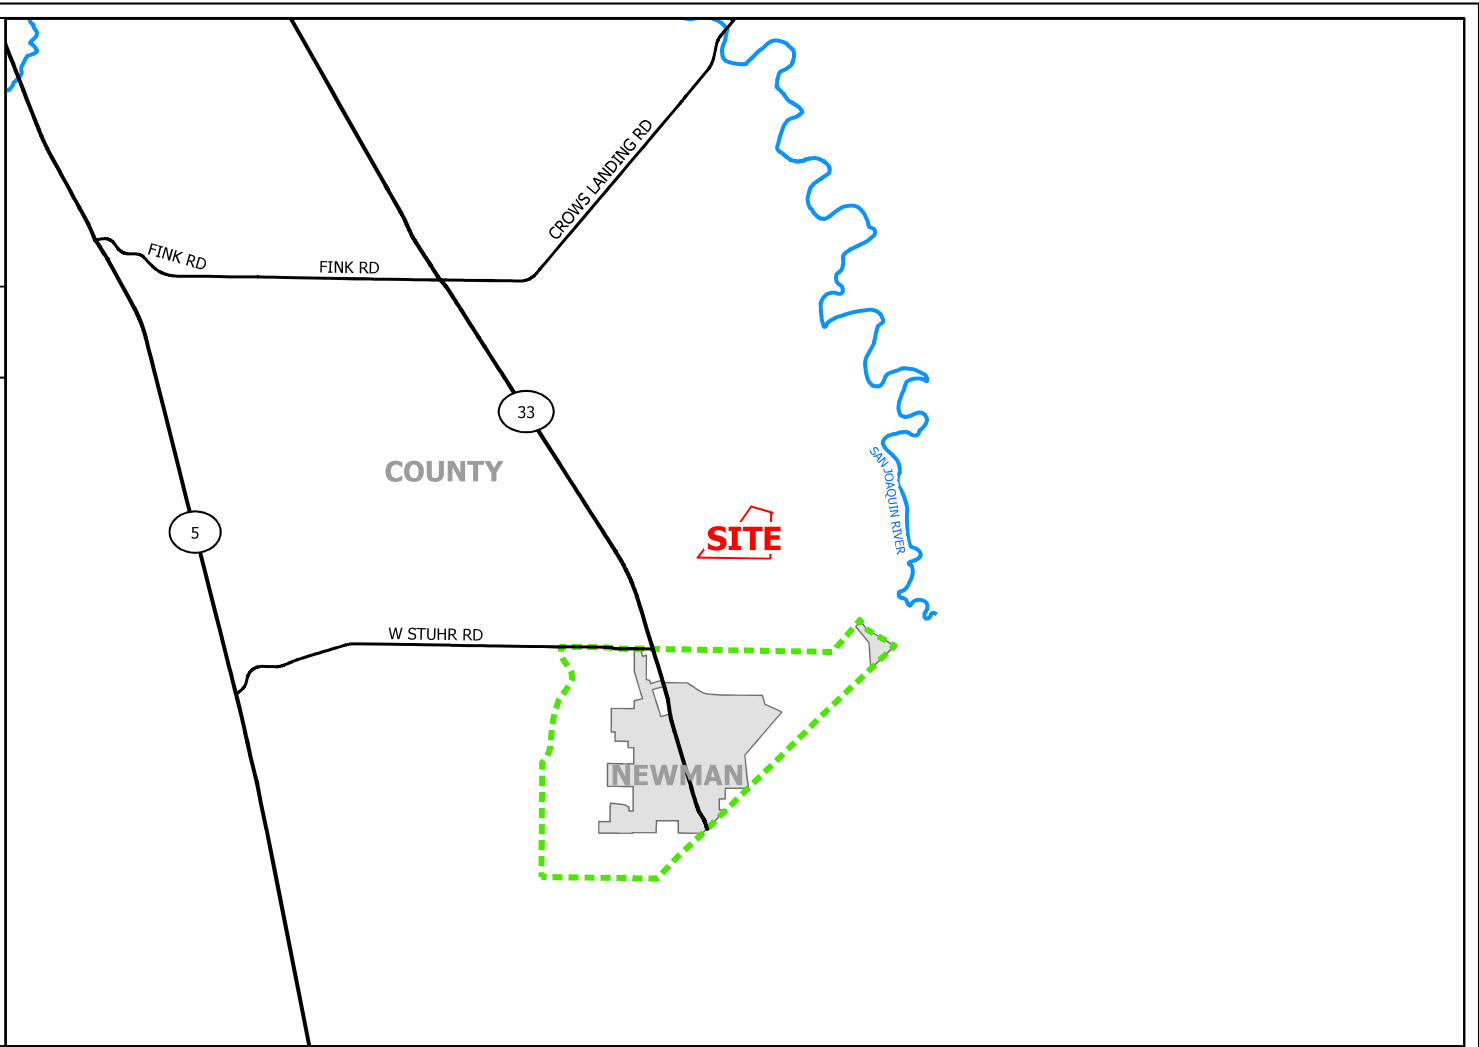 CROWS LANDING RD
FINK RD
FINK RD
33
COUNTY
SAN JOAQUIN RIVER
5
SITE
W STUHR RD
NEWMAN